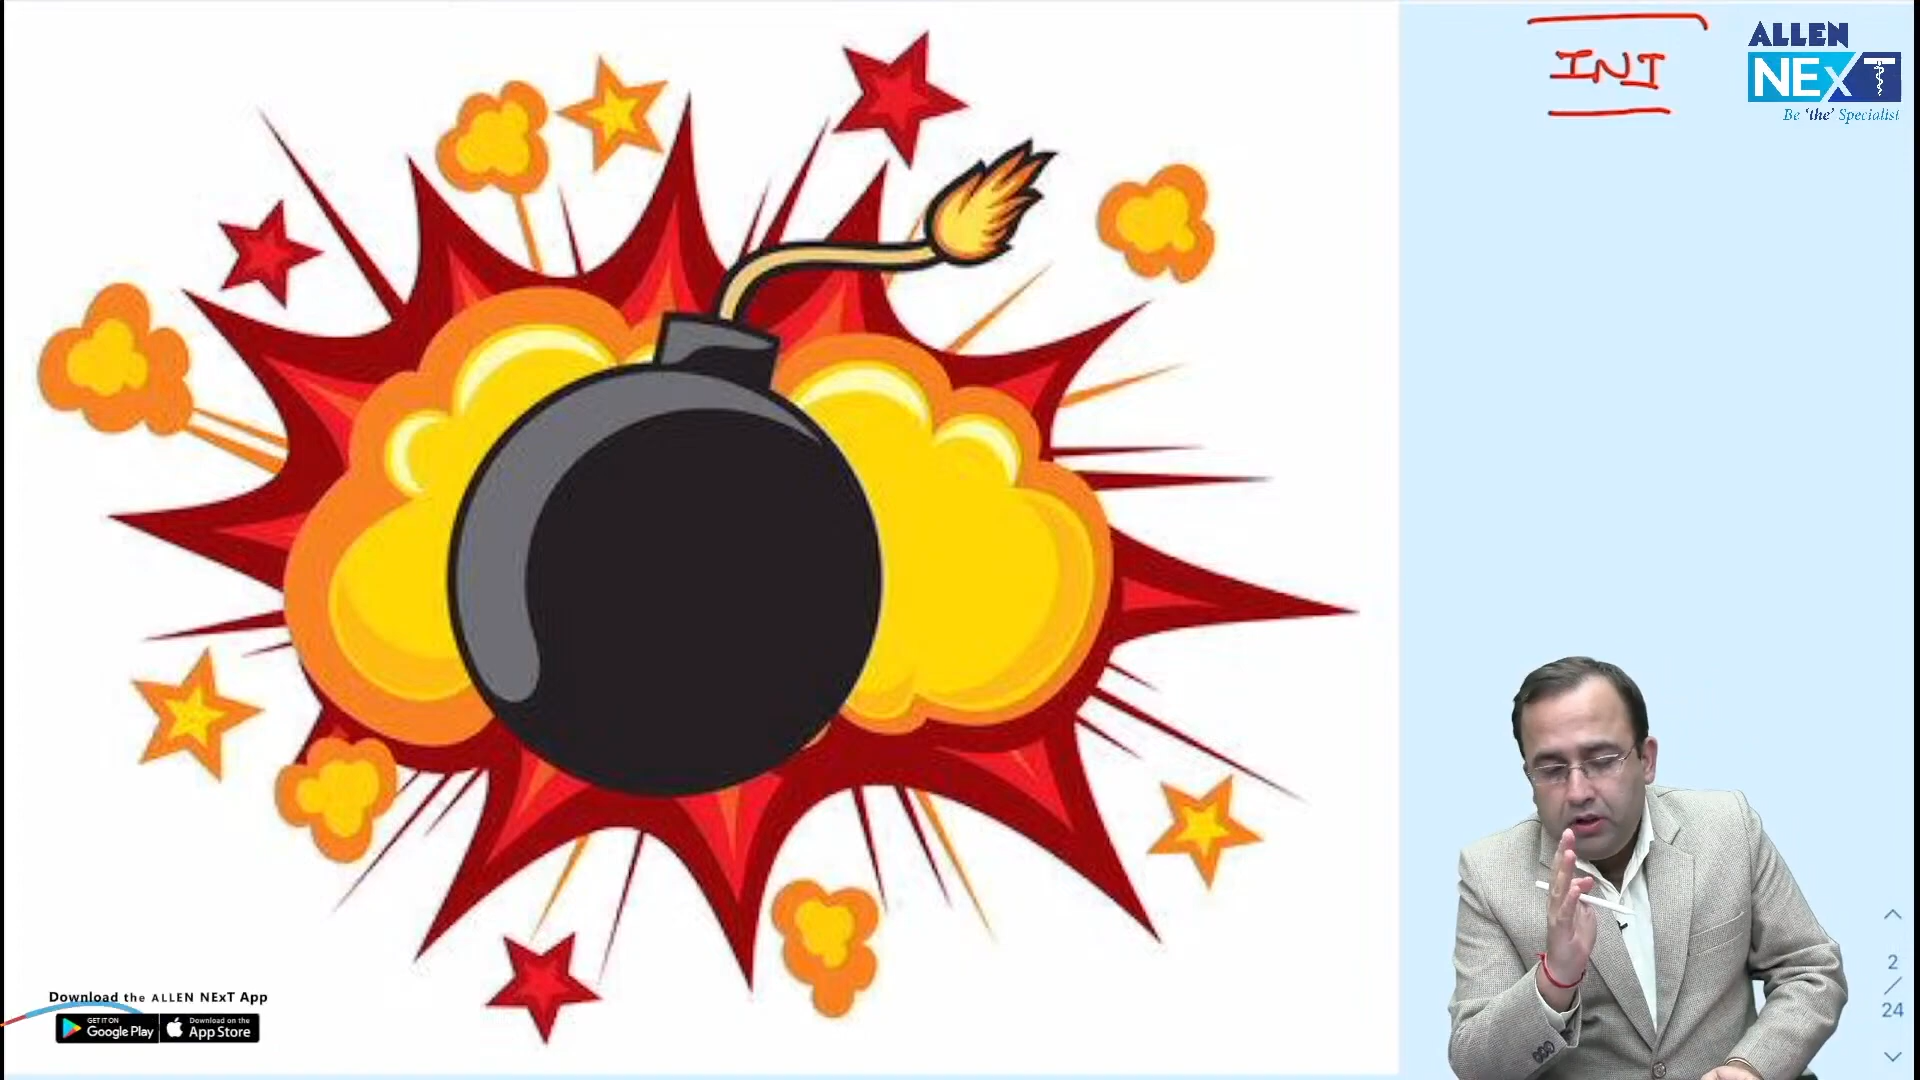 INI
ALLEN
NExT
Be 'the' Specialist
Download the ALLEN NExT App
GET IT ON
Google Play
Download on the
App Store
2
/
24